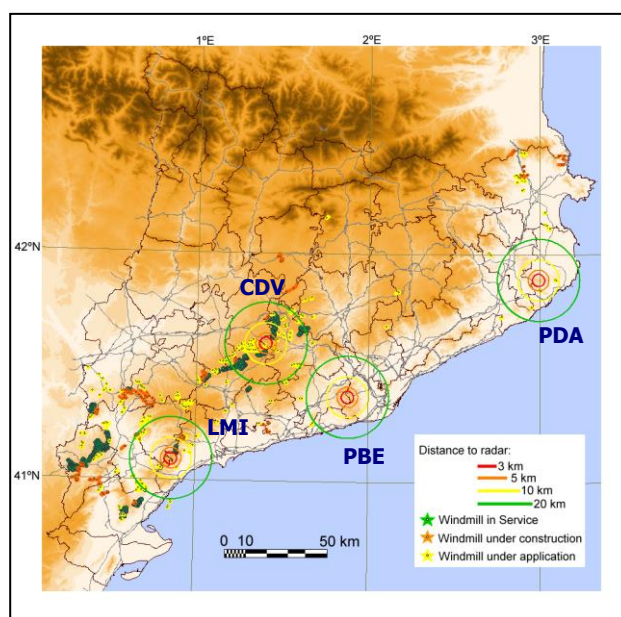 1°E
2°E
3°E
42°N
41°N
CDV
PDA
LMI
PBE
Distance to radar:
3 km
5 km
10 km
20 km
Windmill in Service
Windmill under construction
Windmill under application
0 10 50 km